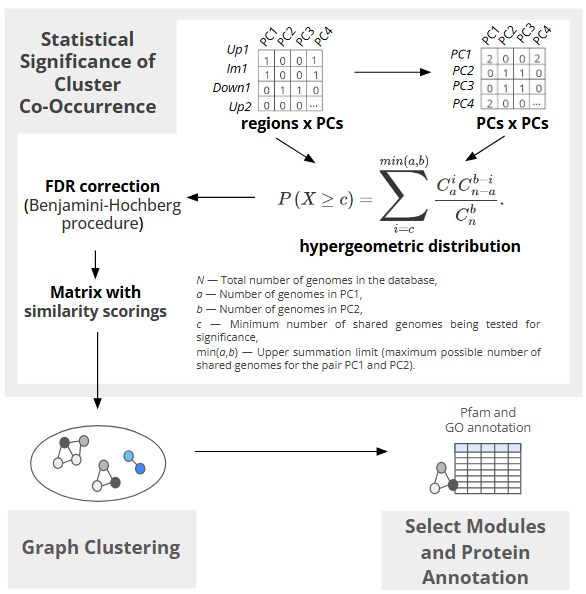 Statistical
Significance of
Cluster
Co-Occurrence
PC1 PC2 PC3 PC4
Up1 1 0 0 1
Im1 1 0 0 1
Down1 0 1 1 0
Up2 0 0 0 ...
regions x PCs
PC1 PC2 PC3 PC4
PC1 2 0 0 2
PC2 0 1 1 0
PC3 0 1 1 0
PC4 2 0 0 ...
PCs x PCs
FDR correction
(Benjamini-Hochberg
procedure)
min(a,b)
P(X ≥ c) = ∑ C_a^i C_{n-a}^{b-i} / C_n^b .
i=c
hypergeometric distribution
Matrix with
similarity scorings
N — Total number of genomes in the database,
a — Number of genomes in PC1,
b — Number of genomes in PC2,
c — Minimum number of shared genomes being tested for
significance,
min(a,b) — Upper summation limit (maximum possible number of
shared genomes for the pair PC1 and PC2).
Pfam and
GO annotation
Graph Clustering
Select Modules
and Protein
Annotation